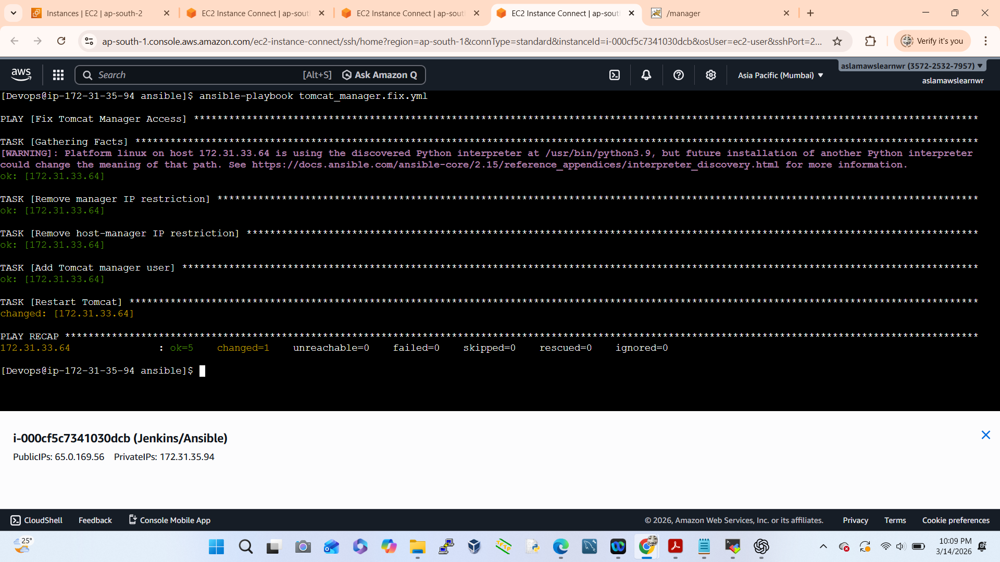 Instances | EC2 | ap-south-2
EC2 Instance Connect | ap-sout
EC2 Instance Connect | ap-sout
EC2 Instance Connect | ap-sout
/manager
ap-south-1.console.aws.amazon.com/ec2-instance-connect/ssh/home?region=ap-south-1&connType=standard&instanceId=i-000cf5c7341030dcb&osUser=ec2-user&sshPort=2...
Verify it's you
aws
Search
[Alt+S]
Ask Amazon Q
Asia Pacific (Mumbai)
aslamawslearnwr (3572-2532-7957)
aslamawslearnwr
[Devops@ip-172-31-35-94 ansible]$ ansible-playbook tomcat_manager.fix.yml
PLAY [Fix Tomcat Manager Access] **************************************************************************************************************************************
TASK [Gathering Facts] ************************************************************************************************************************************************
[WARNING]: Platform linux on host 172.31.33.64 is using the discovered Python interpreter at /usr/bin/python3.9, but future installation of another Python interpreter
could change the meaning of that path. See https://docs.ansible.com/ansible-core/2.15/reference_appendices/interpreter_discovery.html for more information.
ok: [172.31.33.64]
TASK [Remove manager IP restriction] **********************************************************************************************************************************
ok: [172.31.33.64]
TASK [Remove host-manager IP restriction] *****************************************************************************************************************************
ok: [172.31.33.64]
TASK [Add Tomcat manager user] ****************************************************************************************************************************************
ok: [172.31.33.64]
TASK [Restart Tomcat] *************************************************************************************************************************************************
changed: [172.31.33.64]
PLAY RECAP ************************************************************************************************************************************************************
172.31.33.64 : ok=5 changed=1 unreachable=0 failed=0 skipped=0 rescued=0 ignored=0
[Devops@ip-172-31-35-94 ansible]$
i-000cf5c7341030dcb (Jenkins/Ansible)
PublicIPs: 65.0.169.56 PrivateIPs: 172.31.35.94
CloudShell
Feedback
Console Mobile App
© 2026, Amazon Web Services, Inc. or its affiliates.
Privacy
Terms
Cookie preferences
25°
TFTP
10:09 PM
3/14/2026